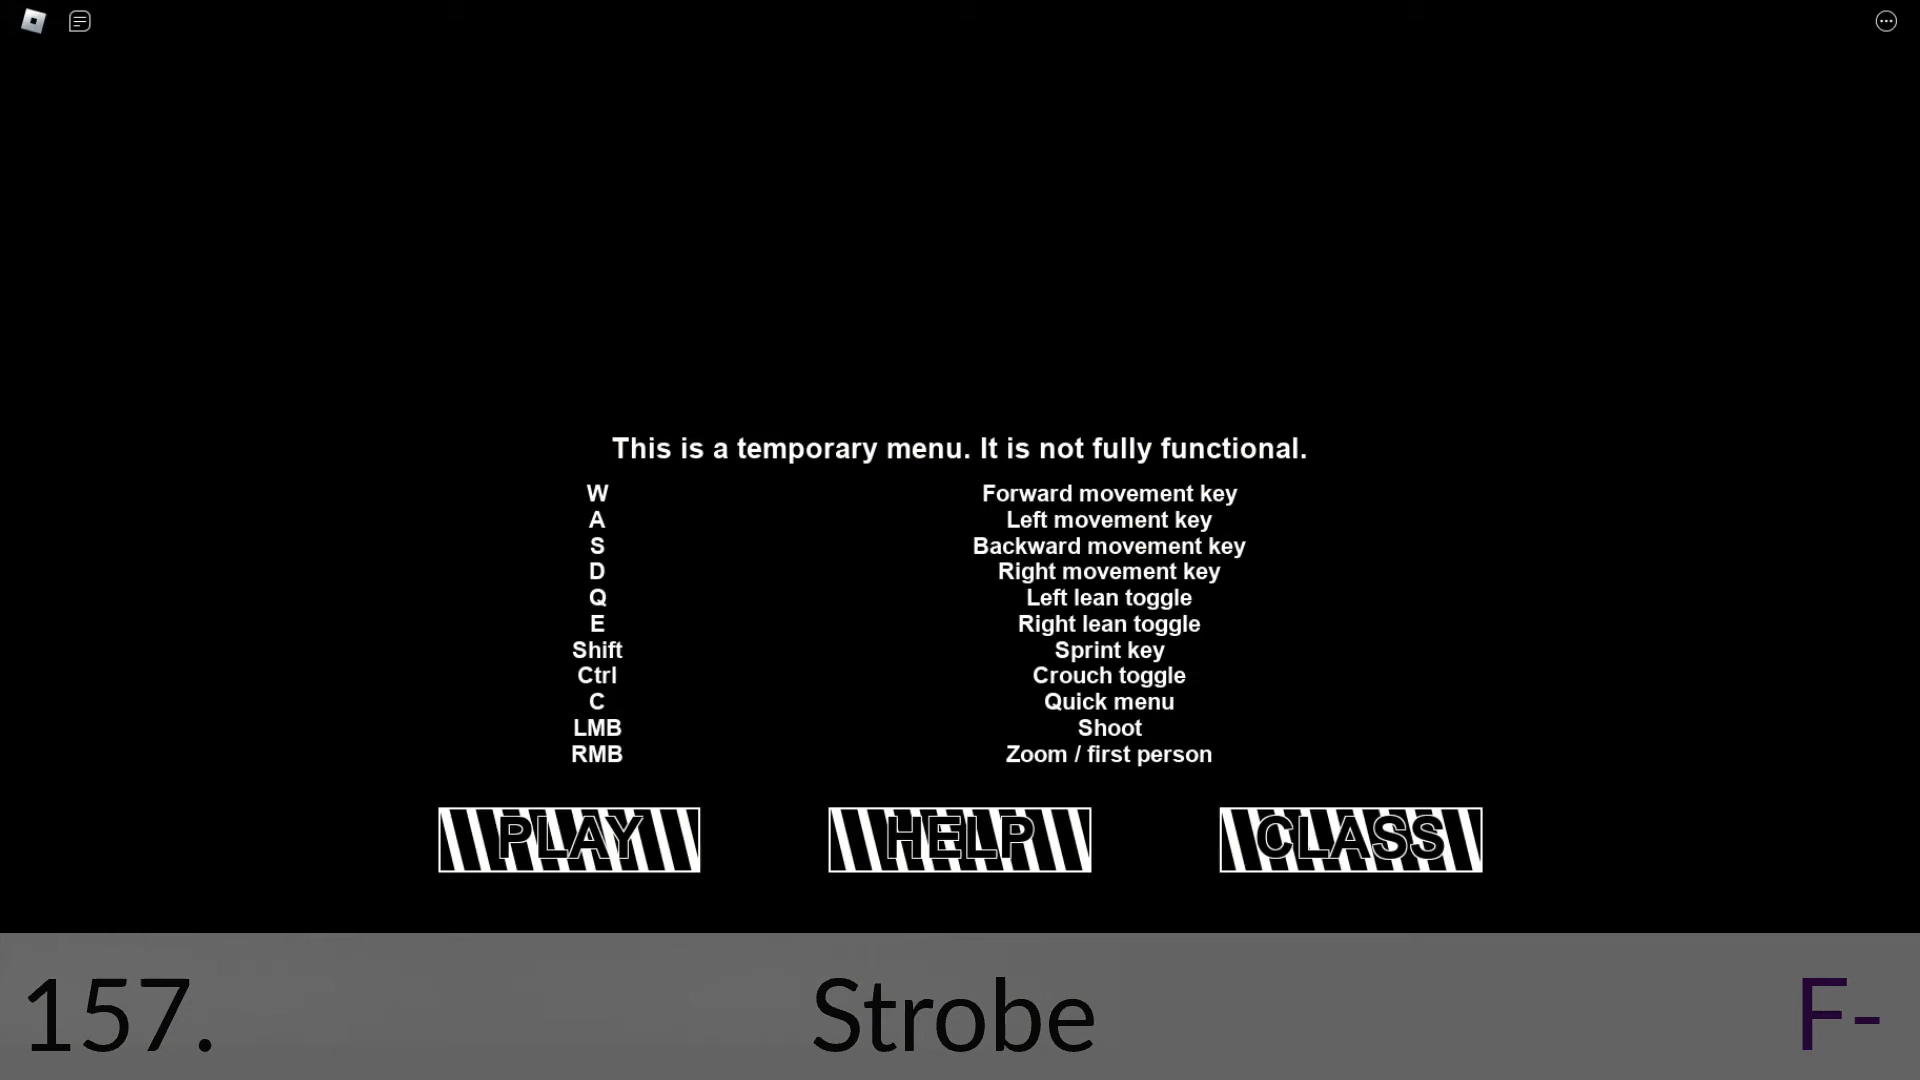 This is a temporary menu. It is not fully functional.
W Forward movement key
A Left movement key
S Backward movement key
D Right movement key
Q Left lean toggle
E Right lean toggle
Shift Sprint key
Ctrl Crouch toggle
C Quick menu
LMB Shoot
RMB Zoom / first person
PLAY HELP CLASS
157. Strobe F-